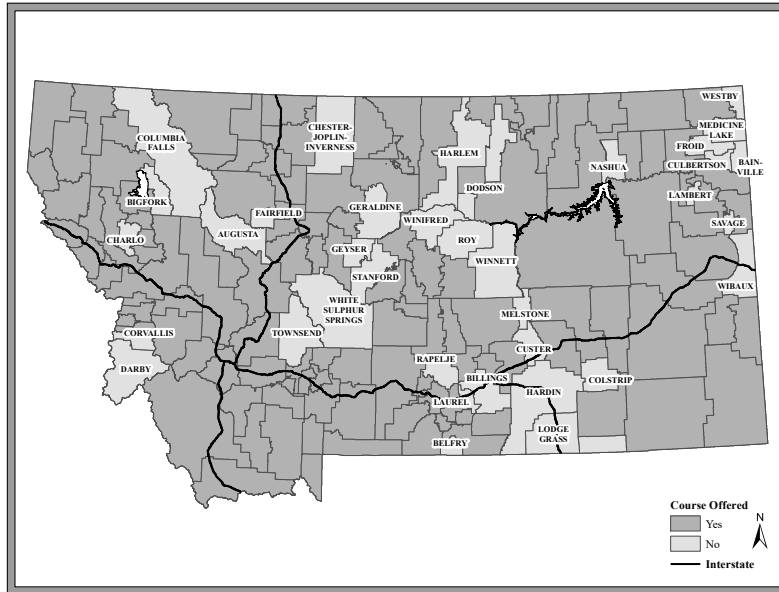 WESTBY
MEDICINE
LAKE
FROID
CULBERTSON
BAIN-
VILLE
COLUMBIA
FALLS
CHESTER-
JOPLIN-
INVERNESS
HARLEM
NASHUA
DODSON
LAMBERT
BIGFORK
GERALDINE
FAIRFIELD
WINIFRED
SAVAGE
CHARLO
AUGUSTA
ROY
GEYSER
WINNETT
STANFORD
WIBAUX
WHITE
SULPHUR
SPRINGS
MELSTONE
CORVALLIS
TOWNSEND
CUSTER
DARBY
RAPELJE
BILLINGS
COLSTRIP
HARDIN
LAUREL
LODGE
GRASS
BELFRY
Course Offered
Yes
No
Interstate
N